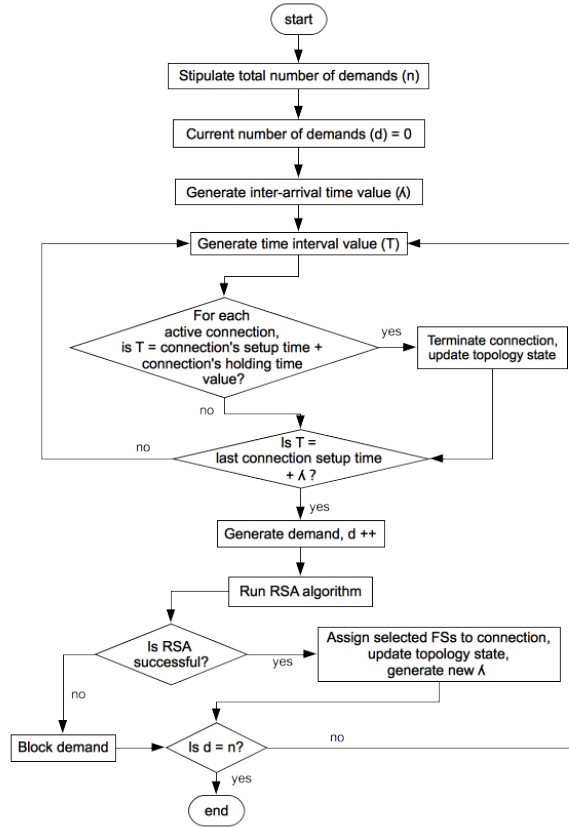 start
Stipulate total number of demands (n)
Current number of demands (d) = 0
Generate inter-arrival time value (ʎ)
Generate time interval value (T)
For each
active connection,
is T = connection's setup time +
connection's holding time
value?
yes
Terminate connection,
update topology state
no
Is T =
last connection setup time
+ ʎ ?
no
yes
Generate demand, d ++
Run RSA algorithm
Is RSA
successful?
yes
Assign selected FSs to connection,
update topology state,
generate new ʎ
no
Block demand
Is d = n?
no
yes
end